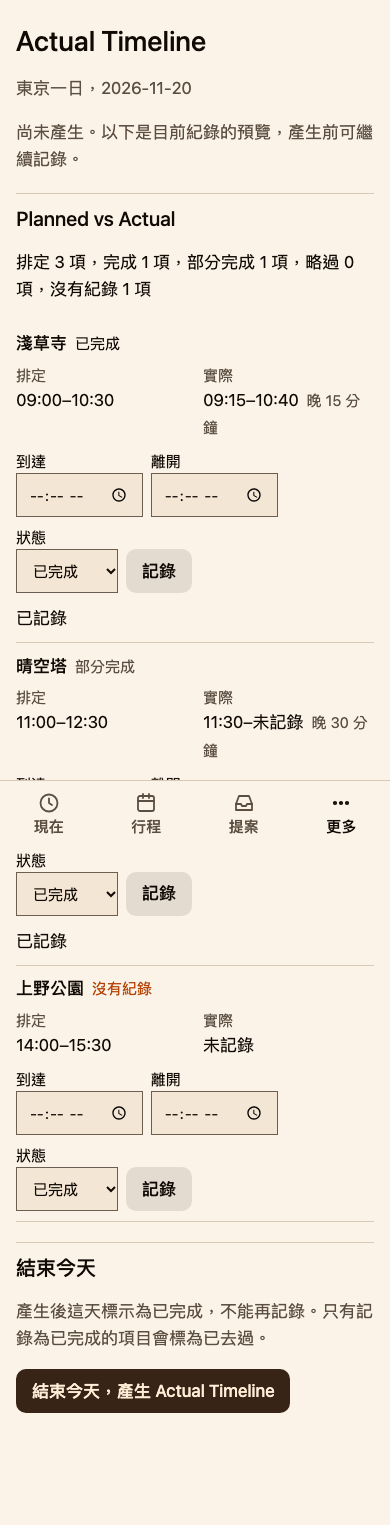 Actual Timeline
東京一日，2026-11-20
尚未產生。以下是目前紀錄的預覽，產生前可繼
續記錄。
Planned vs Actual
排定 3 項，完成 1 項，部分完成 1 項，略過 0
項，沒有紀錄 1 項
淺草寺 已完成
排定 實際
09:00–10:30 09:15–10:40 晚 15 分
鐘
到達 離開
--:-- -- --:-- --
狀態
已完成 記錄
已記錄
晴空塔 部分完成
排定 實際
11:00–12:30 11:30–未記錄 晚 30 分
鐘
現在 行程 提案 更多
狀態
已完成 記錄
已記錄
上野公園 沒有紀錄
排定 實際
14:00–15:30 未記錄
到達 離開
--:-- -- --:-- --
狀態
已完成 記錄
結束今天
產生後這天標示為已完成，不能再記錄。只有記
錄為已完成的項目會標為已去過。
結束今天，產生 Actual Timeline